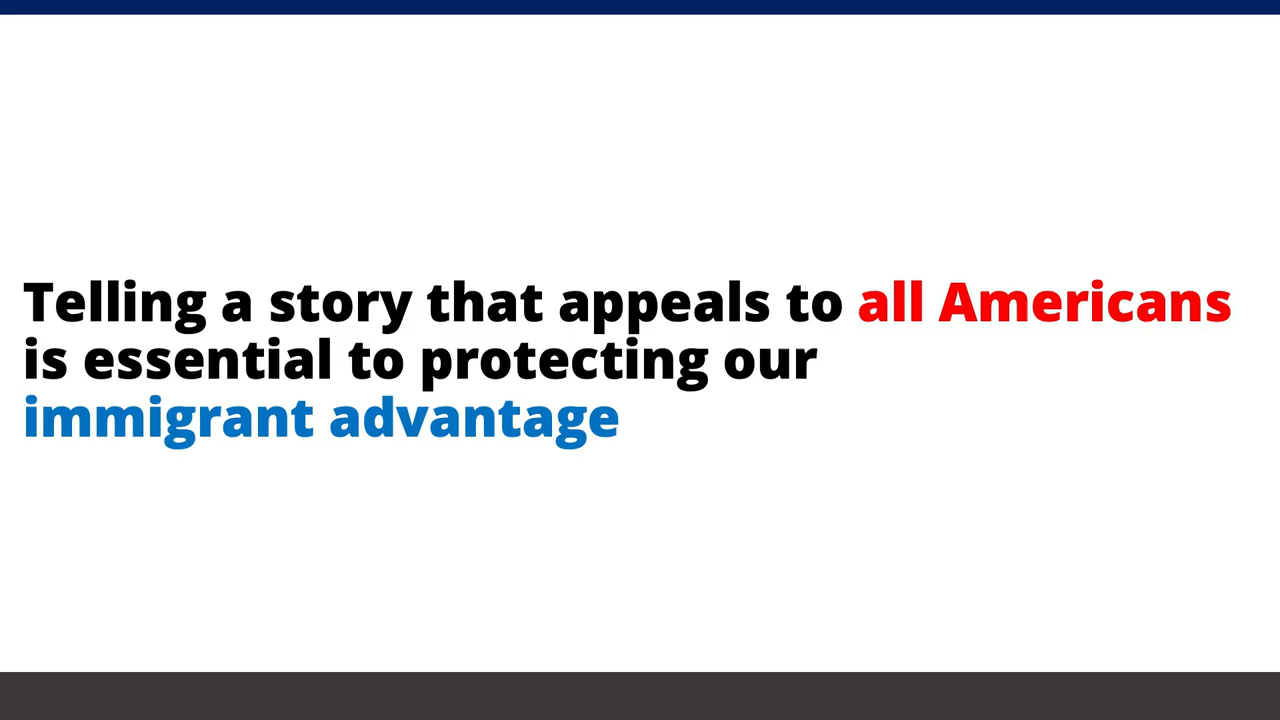 Telling a story that appeals to all Americans
is essential to protecting our
immigrant advantage